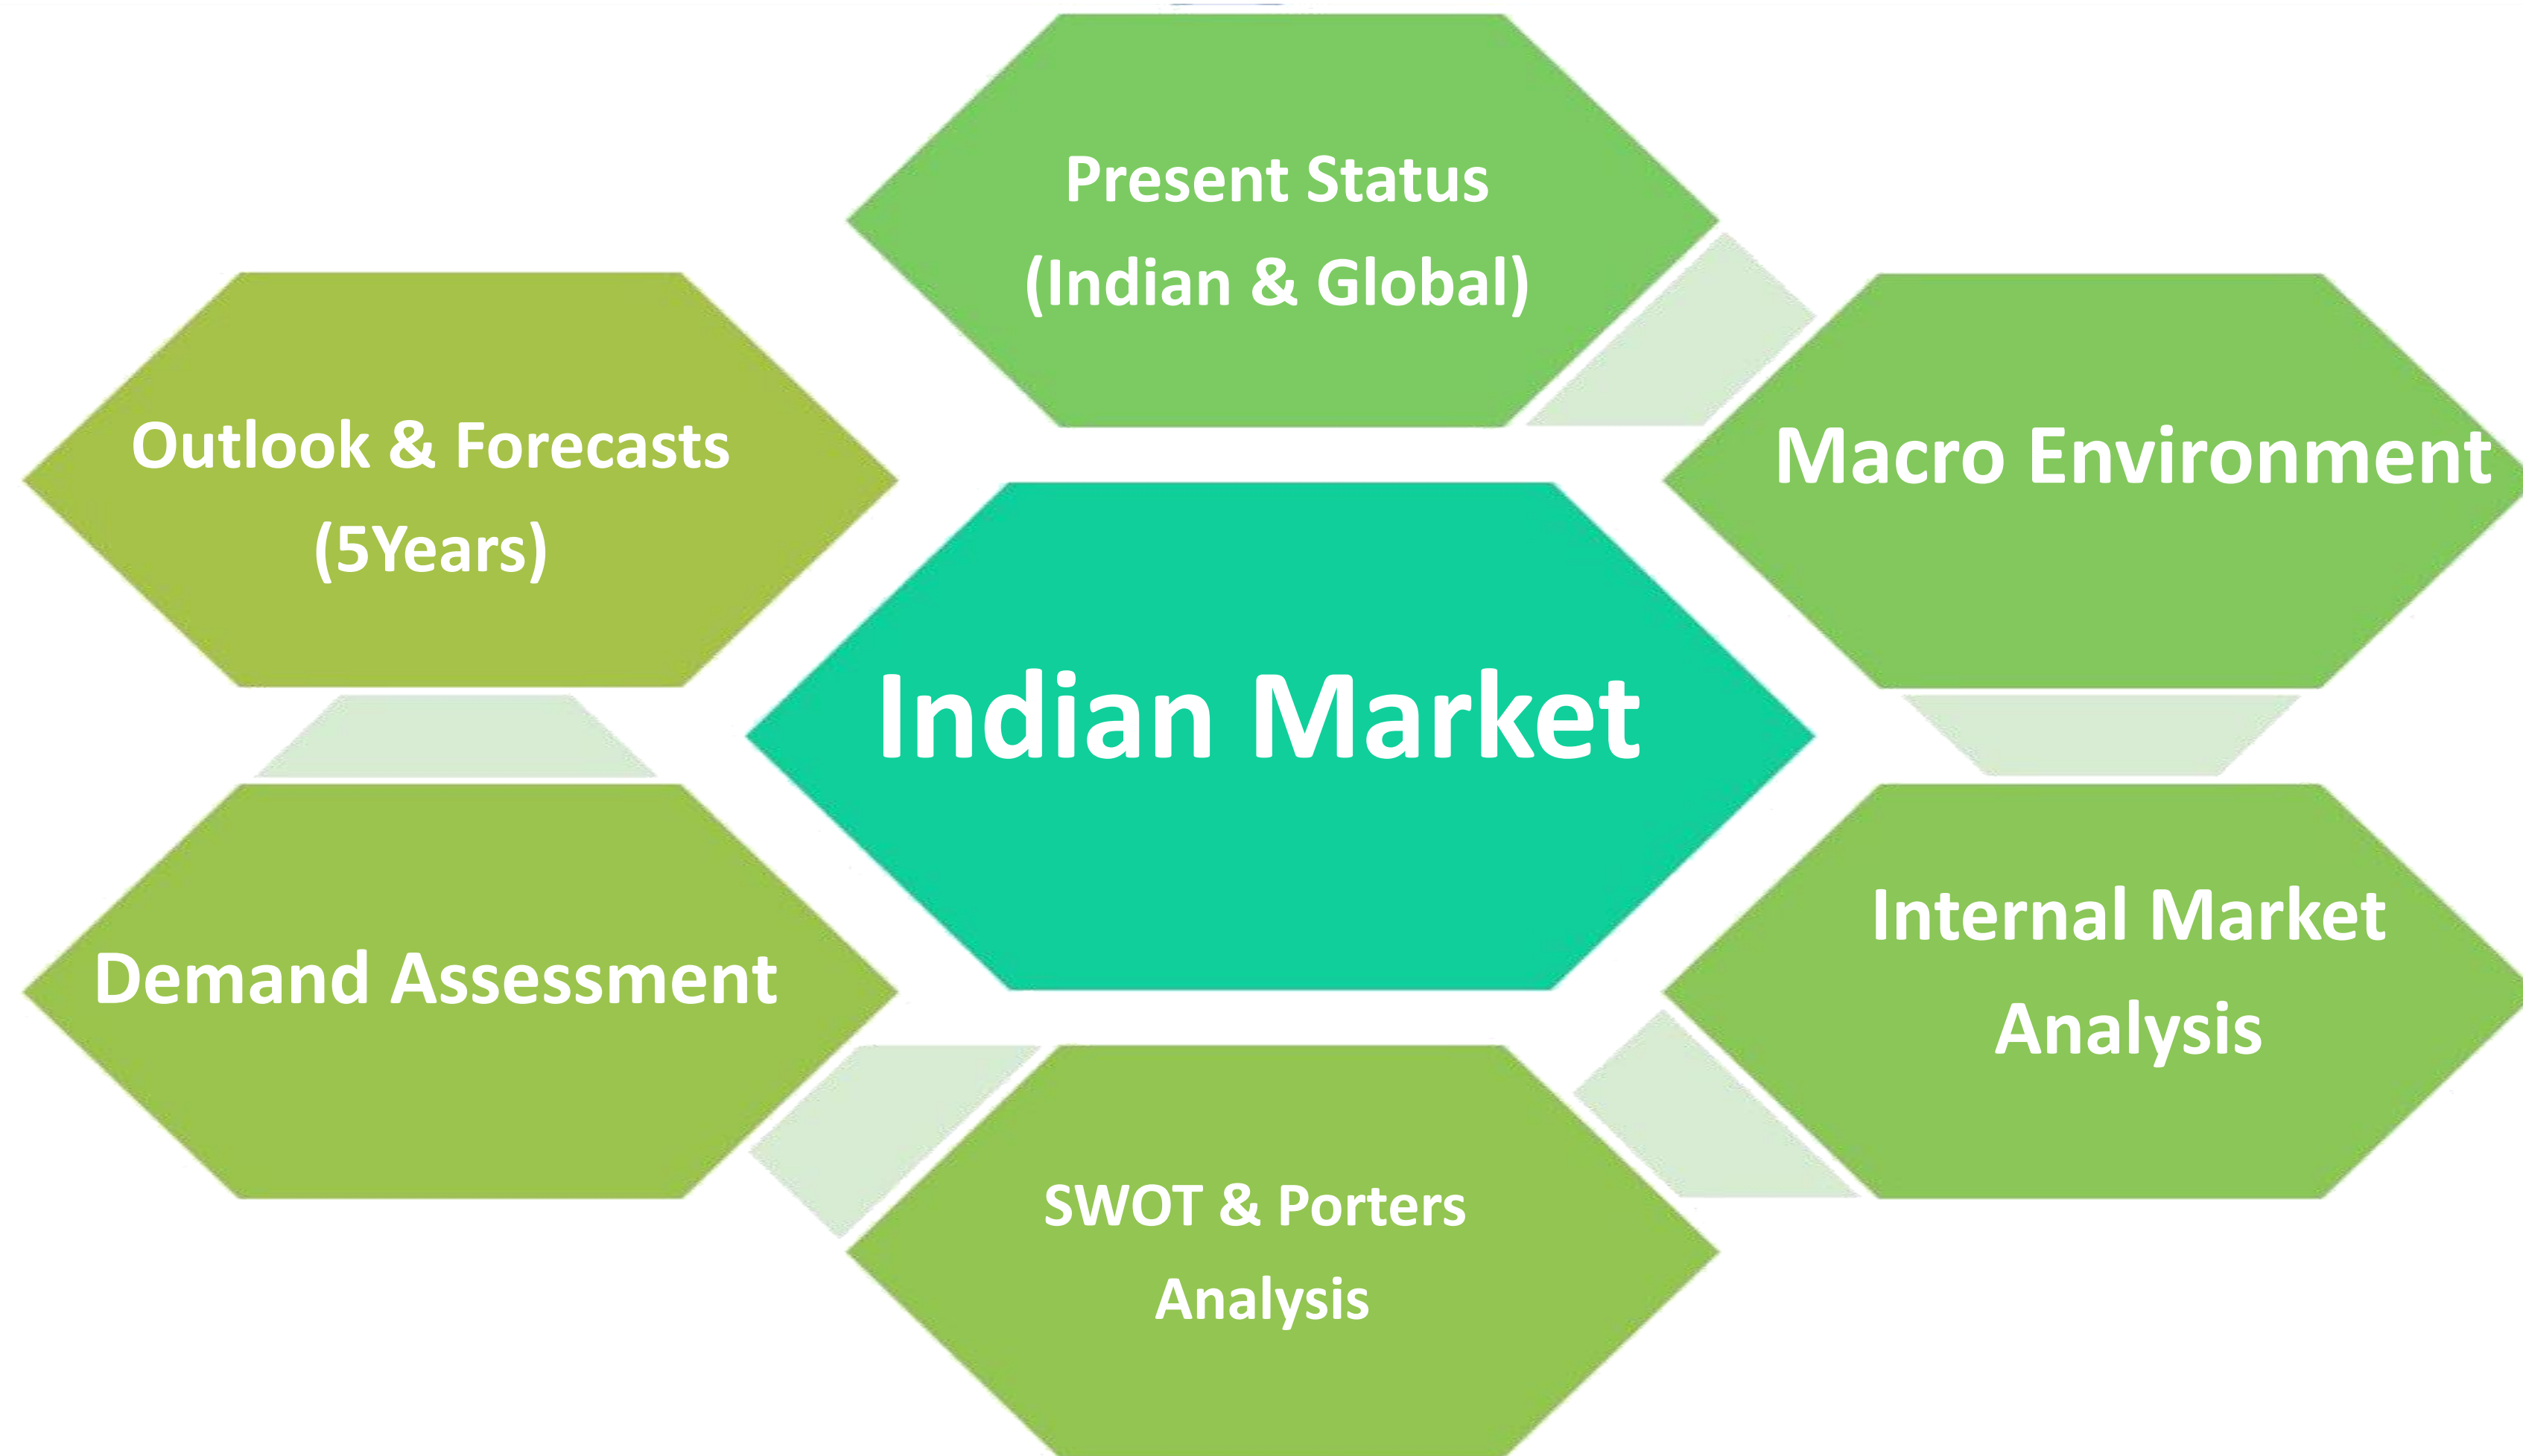 Present Status
(Indian & Global)
Macro Environment
Internal Market
Analysis
SWOT & Porters
Analysis
Demand Assessment
Outlook & Forecasts
(5Years)
Indian Market